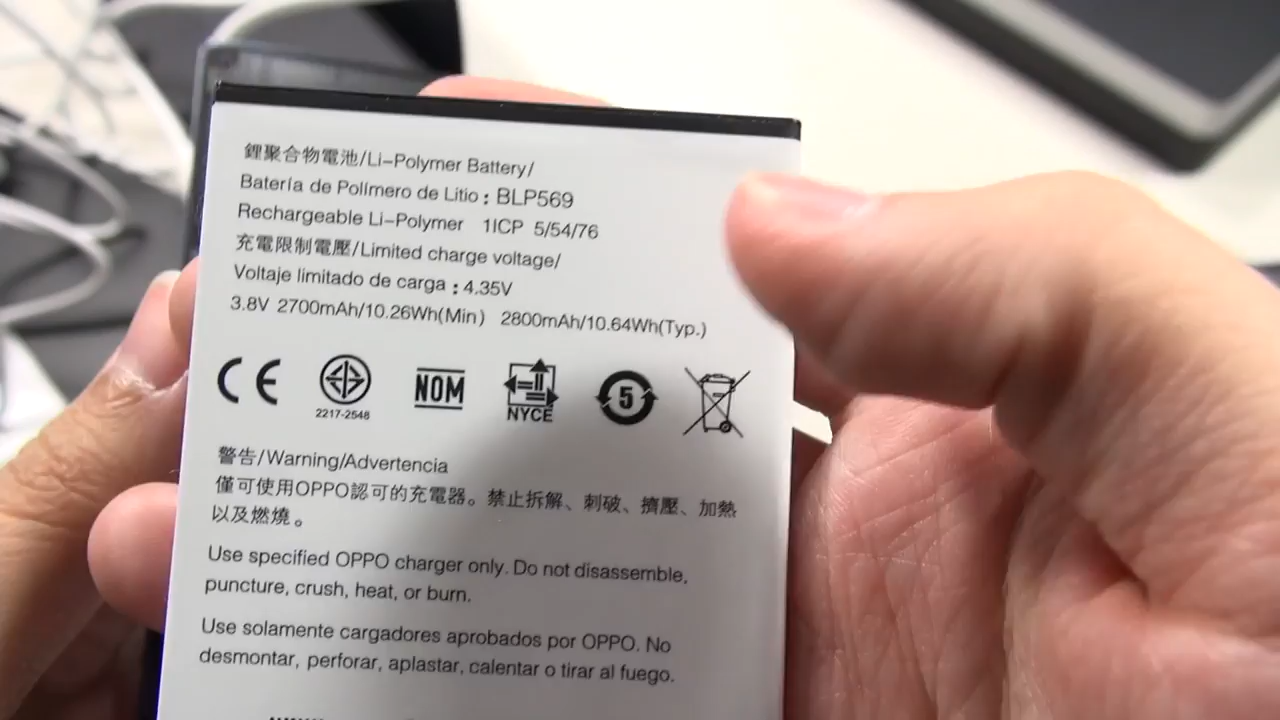 鋰聚合物電池/Li-Polymer Battery/
Batería de Polímero de Litio : BLP569
Rechargeable Li-Polymer 1ICP 5/54/76
充電限制電壓/Limited charge voltage/
Voltaje limitado de carga : 4.35V
3.8V 2700mAh/10.26Wh(Min) 2800mAh/10.64Wh(Typ.)
CE
2217-2548
NOM
NYCE
5
警告/Warning/Advertencia
僅可使用OPPO認可的充電器。禁止拆解、刺破、擠壓、加熱
以及燃燒。
Use specified OPPO charger only. Do not disassemble,
puncture, crush, heat, or burn.
Use solamente cargadores aprobados por OPPO. No
desmontar, perforar, aplastar, calentar o tirar al fuego.